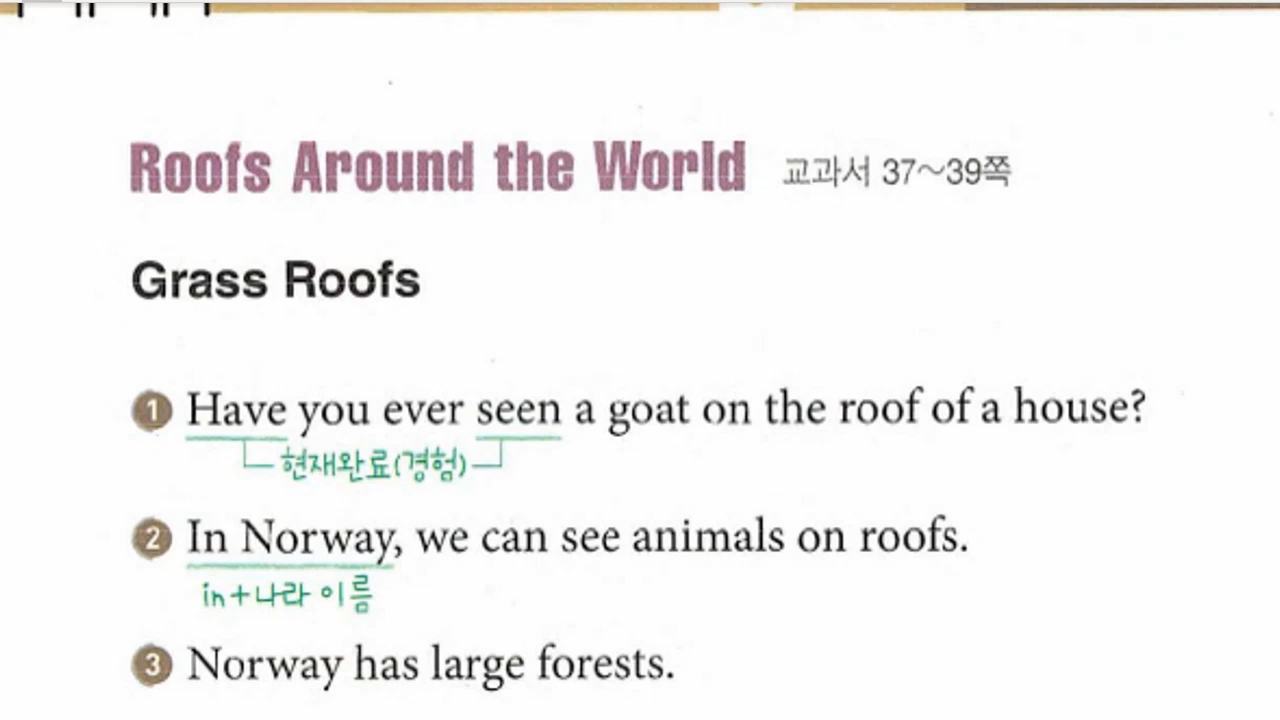 Roofs Around the World 교과서 37~39쪽
Grass Roofs
1 Have you ever seen a goat on the roof of a house?
현재완료(경험)
2 In Norway, we can see animals on roofs.
in+나라 이름
3 Norway has large forests.